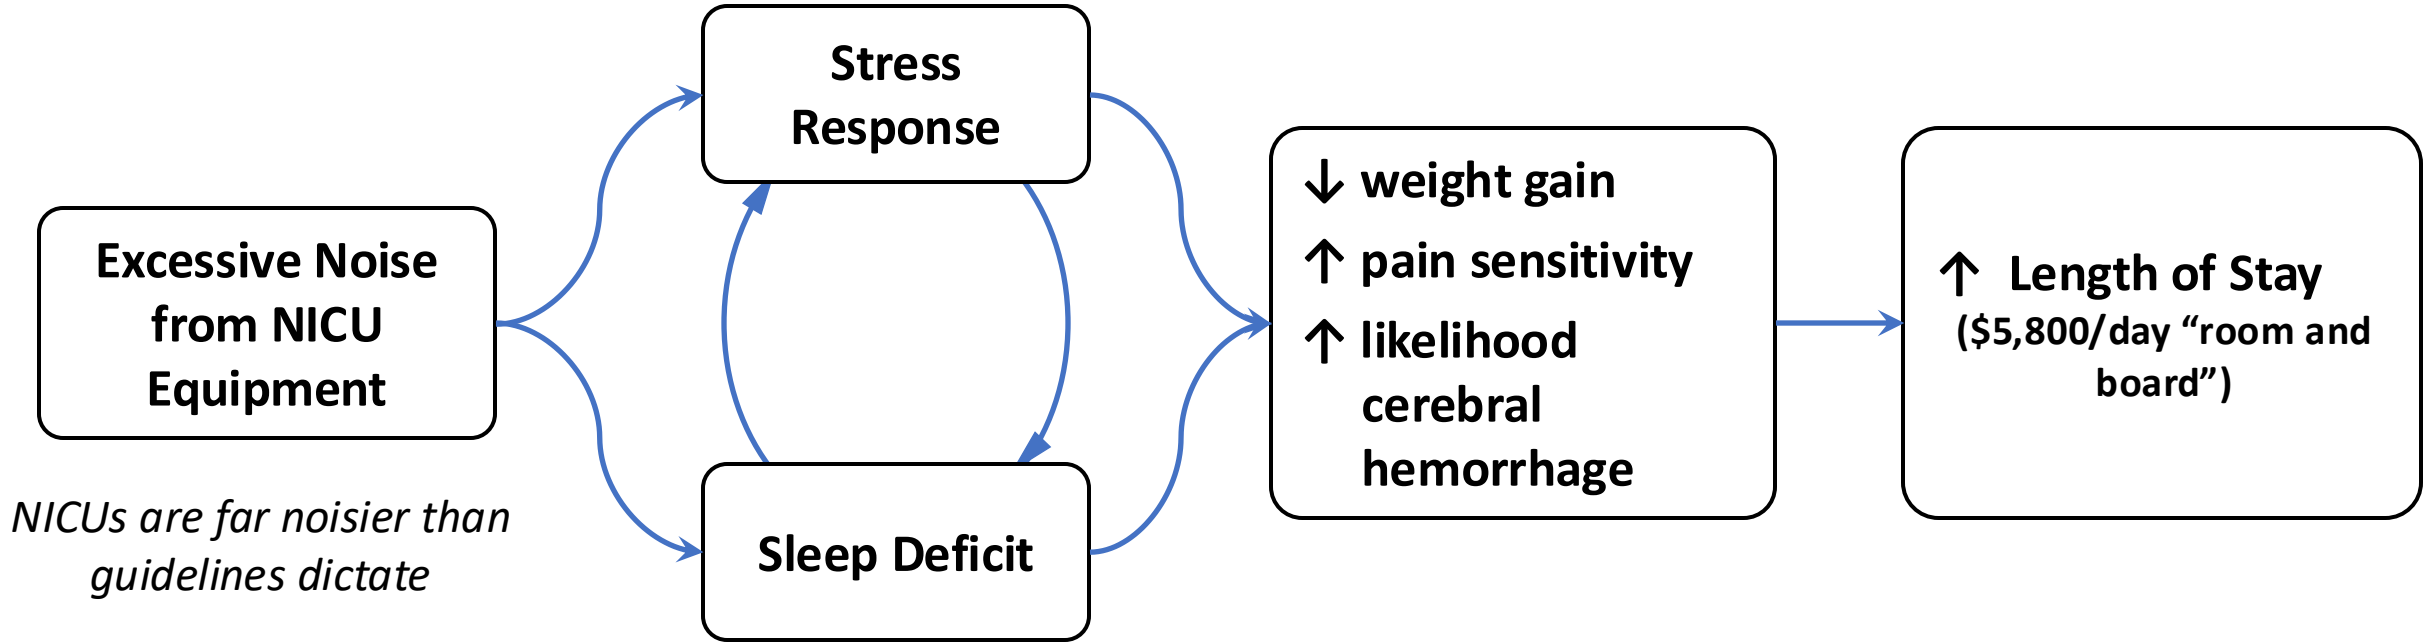 Excessive Noise
from NICU
Equipment
NICUs are far noisier than
guidelines dictate
Stress
Response
Sleep Deficit
↓ weight gain
↑ pain sensitivity
↑ likelihood
cerebral
hemorrhage
↑ Length of Stay
($5,800/day “room and
board”)